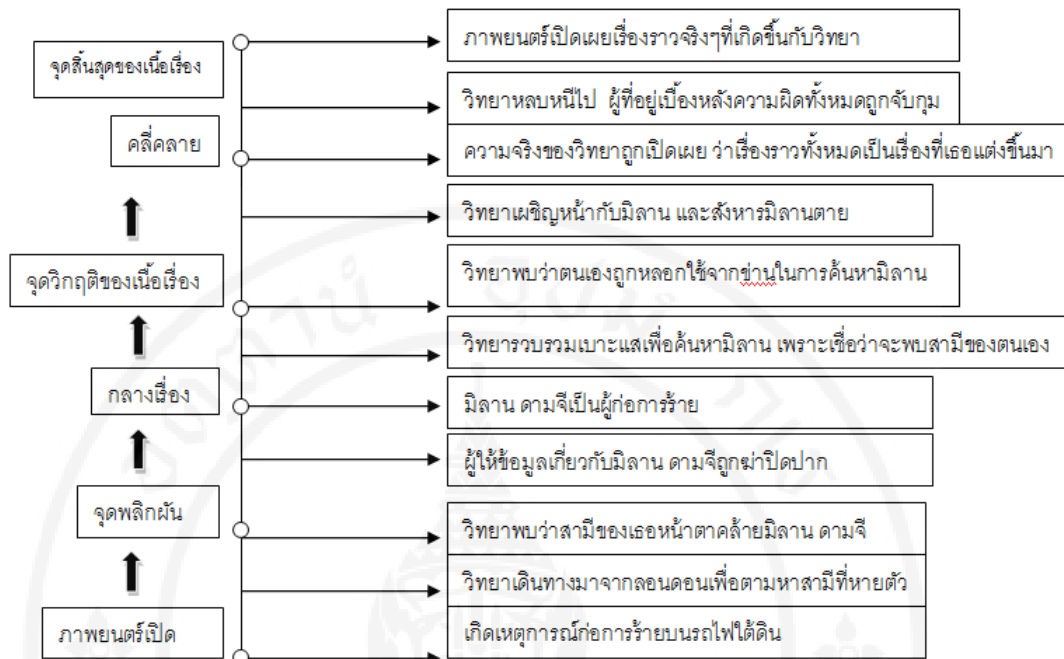 ภาพยนตร์เปิดเผยเรื่องราวจริงๆที่เกิดขึ้นกับวิทยา
จุดสิ้นสุดของเนื้อเรื่อง
วิทยาหลบหนีไป ผู้ที่อยู่เบื้องหลังความผิดทั้งหมดถูกจับกุม
คลี่คลาย
ความจริงของวิทยาถูกเปิดเผย ว่าเรื่องราวทั้งหมดเป็นเรื่องที่เธอแต่งขึ้นมา
วิทยาเผชิญหน้ากับมิลาน และสังหารมิลานตาย
จุดวิกฤติของเนื้อเรื่อง
วิทยาพบว่าตนเองถูกหลอกใช้จากข่านในการค้นหามิลาน
วิทยารวบรวมเบาะแสเพื่อค้นหามิลาน เพราะเชื่อว่าจะพบสามีของตนเอง
กลางเรื่อง
มิลาน ดามจีเป็นผู้ก่อการร้าย
ผู้ให้ข้อมูลเกี่ยวกับมิลาน ดามจีถูกฆ่าปิดปาก
จุดพลิกผัน
วิทยาพบว่าสามีของเธอหน้าตาคล้ายมิลาน ดามจี
วิทยาเดินทางมาจากลอนดอนเพื่อตามหาสามีที่หายตัว
ภาพยนตร์เปิด
เกิดเหตุการณ์ก่อการร้ายบนรถไฟใต้ดิน